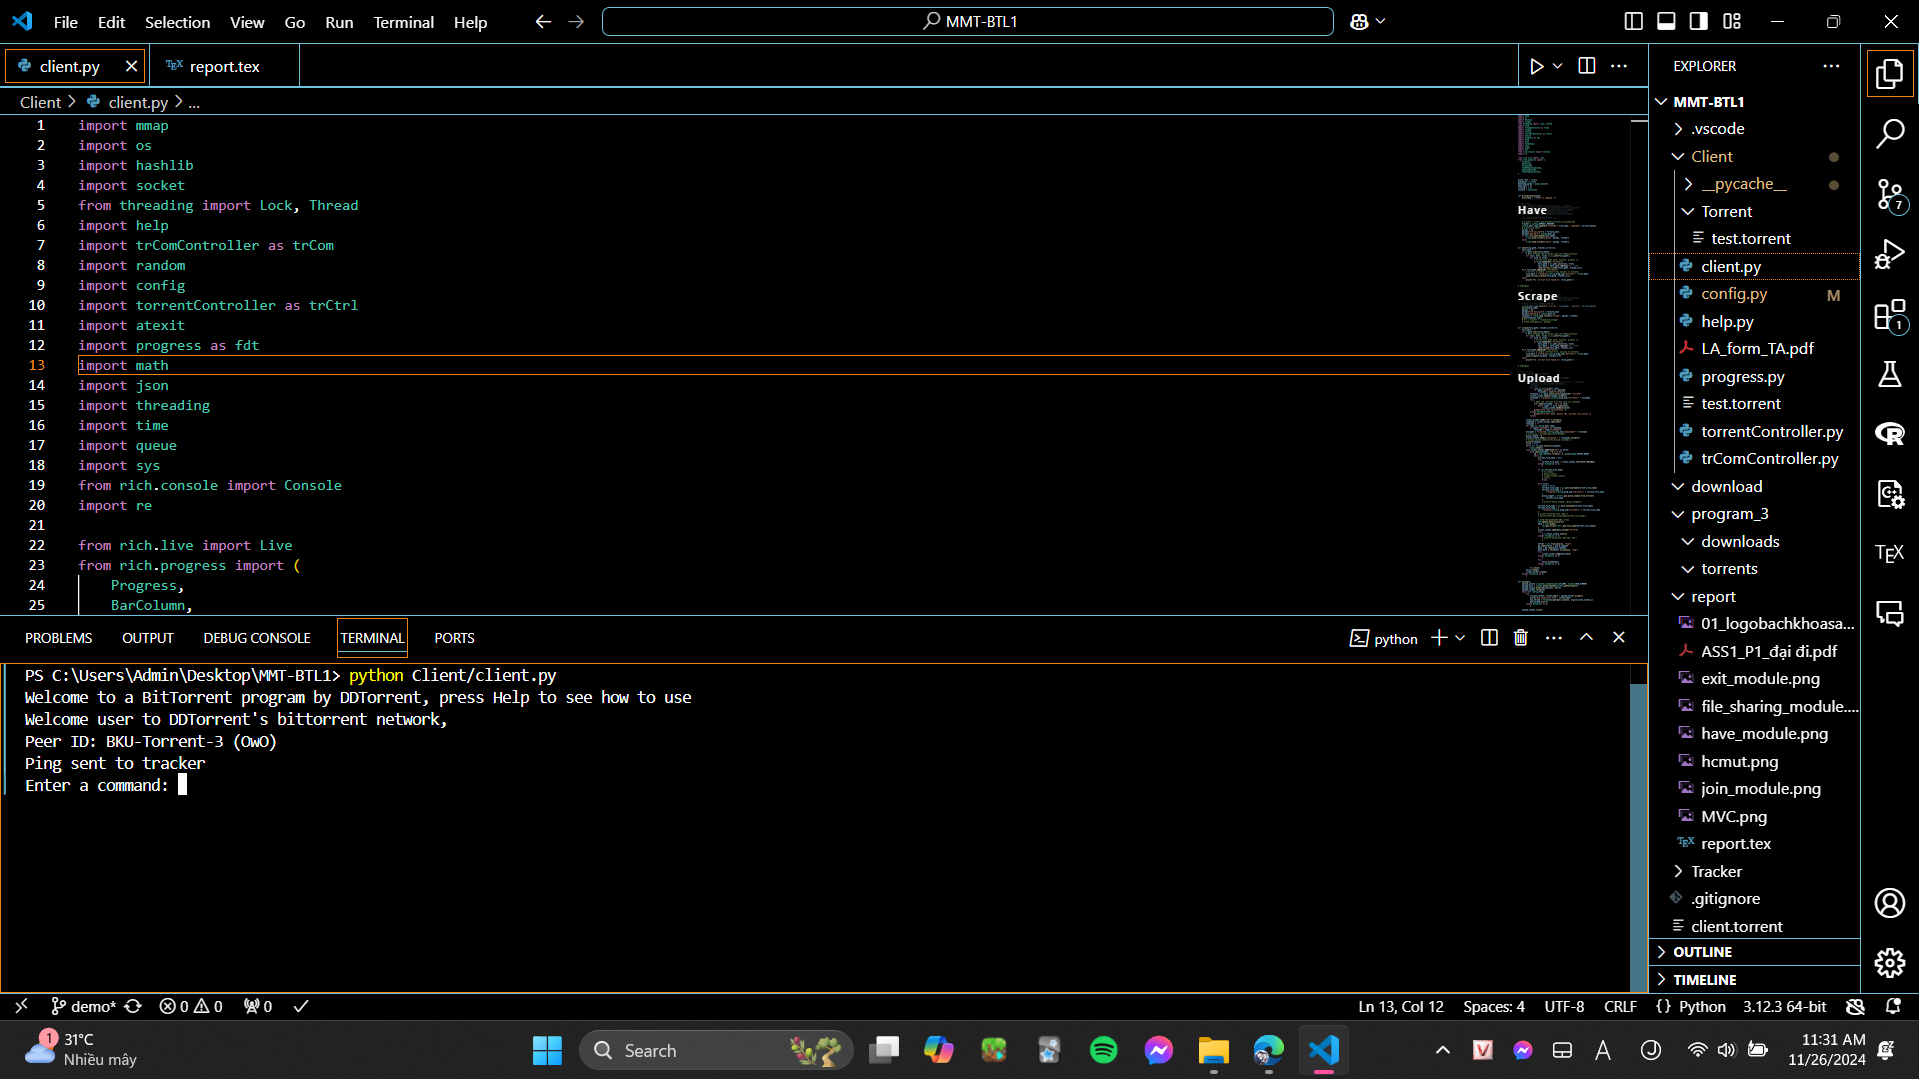 File Edit Selection View Go Run Terminal Help
MMT-BTL1
client.py
report.tex
Client > client.py > ...
1 import mmap
2 import os
3 import hashlib
4 import socket
5 from threading import Lock, Thread
6 import help
7 import trComController as trCom
8 import random
9 import config
10 import torrentController as trCtrl
11 import atexit
12 import progress as fdt
13 import math
14 import json
15 import threading
16 import time
17 import queue
18 import sys
19 from rich.console import Console
20 import re
21
22 from rich.live import Live
23 from rich.progress import (
24 Progress,
25 BarColumn,
Have
Scrape
Upload
PROBLEMS OUTPUT DEBUG CONSOLE TERMINAL PORTS
python
PS C:\Users\Admin\Desktop\MMT-BTL1> python Client/client.py
Welcome to a BitTorrent program by DDTorrent, press Help to see how to use
Welcome user to DDTorrent's bittorrent network,
Peer ID: BKU-Torrent-3 (OwO)
Ping sent to tracker
Enter a command:
EXPLORER
MMT-BTL1
.vscode
Client
__pycache__
Torrent
test.torrent
client.py
config.py M
help.py
LA_form_TA.pdf
progress.py
test.torrent
torrentController.py
trComController.py
download
program_3
downloads
torrents
report
01_logobachkhoasa...
ASS1_P1_đại đi.pdf
exit_module.png
file_sharing_module....
have_module.png
hcmut.png
join_module.png
MVC.png
report.tex
Tracker
.gitignore
client.torrent
OUTLINE
TIMELINE
7
1
TEX
demo* 0 0 0
Ln 13, Col 12 Spaces: 4 UTF-8 CRLF {} Python 3.12.3 64-bit
1
31°C
Nhiều mây
Search
11:31 AM
11/26/2024